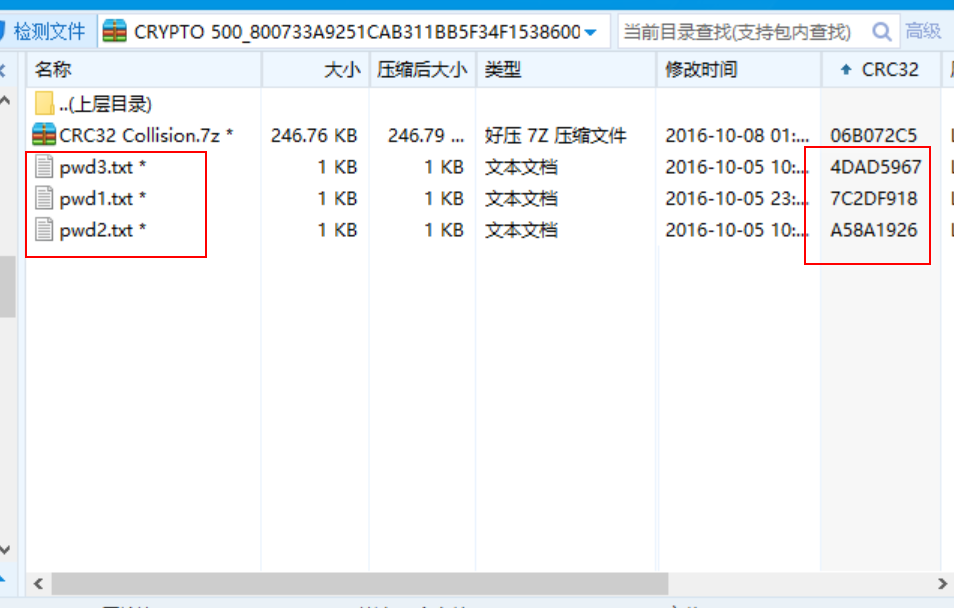 检测文件 CRYPTO 500_800733A9251CAB311BB5F34F1538600 当前目录查找(支持包内查找) 高级
名称 大小 压缩后大小 类型 修改时间 CRC32
..(上层目录)
CRC32 Collision.7z * 246.76 KB 246.79 ... 好压 7Z 压缩文件 2016-10-08 01:... 06B072C5
pwd3.txt * 1 KB 1 KB 文本文档 2016-10-05 10:... 4DAD5967
pwd1.txt * 1 KB 1 KB 文本文档 2016-10-05 23:... 7C2DF918
pwd2.txt * 1 KB 1 KB 文本文档 2016-10-05 10:... A58A1926